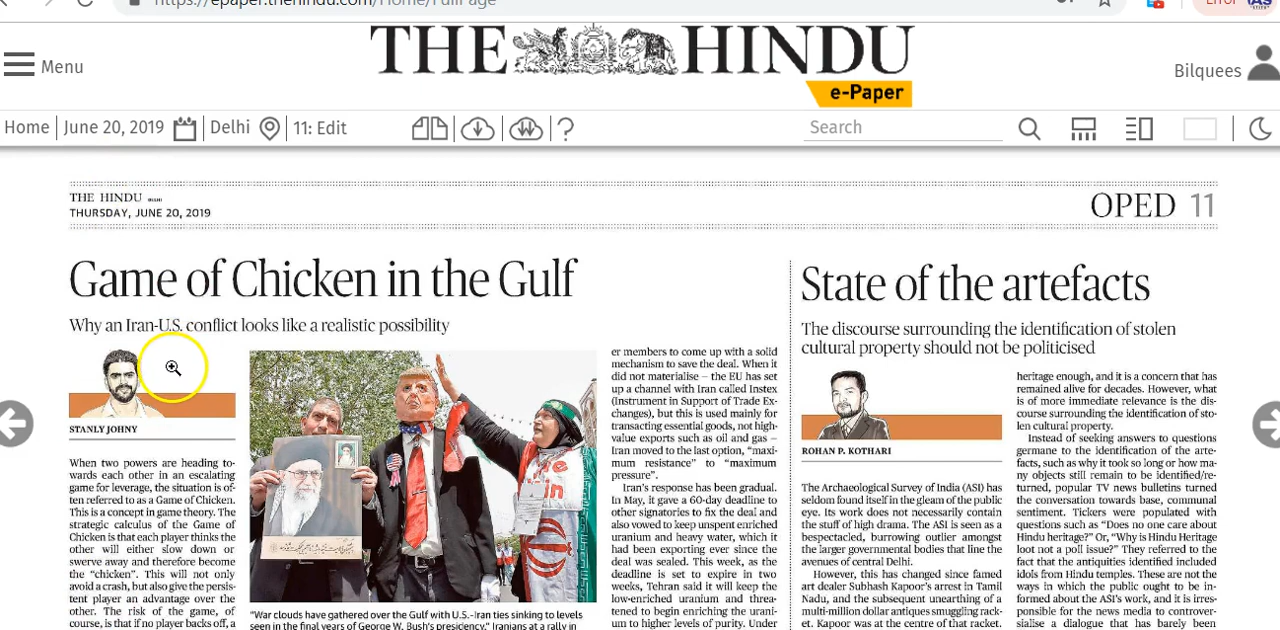 https://epaper.thehindu.com/Home/FullPage
Error
THE HINDU
e-Paper
Menu
Bilquees
Home
June 20, 2019
Delhi
11: Edit
Search
THE HINDU
THURSDAY, JUNE 20, 2019
OPED 11
Game of Chicken in the Gulf
Why an Iran-U.S. conflict looks like a realistic possibility
STANLY JOHNY
When two powers are heading to-
wards each other in an escalating
game for leverage, the situation is of-
ten referred to as a Game of Chicken.
This is a concept in game theory. The
strategic calculus of the Game of
Chicken is that each player thinks the
other will either slow down or
swerve away and therefore become
the “chicken”. This will not only
avoid a crash, but also give the persis-
tent player an advantage over the
other. The risk of the game, of
course, is that if no player backs off, a
“War clouds have gathered over the Gulf with U.S.-Iran ties sinking to levels
seen in the final years of George W. Bush's presidency.” Iranians at a rally in
er members to come up with a solid
mechanism to save the deal. When it
did not materialise – the EU has set
up a channel with Iran called Instex
(Instrument in Support of Trade Ex-
changes), but this is used mainly for
transacting essential goods, not high-
value exports such as oil and gas –
Iran moved to the last option, “maxi-
mum resistance” to “maximum
pressure”.
Iran's response has been gradual.
In May, it gave a 60-day deadline to
other signatories to fix the deal and
also vowed to keep unspent enriched
uranium and heavy water, which it
had been exporting ever since the
deal was sealed. This week, as the
deadline is set to expire in two
weeks, Tehran said it will keep the
low-enriched uranium and threa-
tened to begin enriching the urani-
um to higher levels of purity. Under
State of the artefacts
The discourse surrounding the identification of stolen
cultural property should not be politicised
ROHAN P. KOTHARI
The Archaeological Survey of India (ASI) has
seldom found itself in the gleam of the public
eye. Its work does not necessarily contain
the stuff of high drama. The ASI is seen as a
bespectacled, burrowing outlier amongst
the larger governmental bodies that line the
avenues of central Delhi.
However, this has changed since famed
art dealer Subhash Kapoor's arrest in Tamil
Nadu, and the subsequent unearthing of a
multi-million dollar antiques smuggling rack-
et. Kapoor was at the centre of that racket.
heritage enough, and it is a concern that has
remained alive for decades. However, what
is of more immediate relevance is the dis-
course surrounding the identification of sto-
len cultural property.
Instead of seeking answers to questions
germane to the identification of the arte-
facts, such as why it took so long or how ma-
ny objects still remain to be identified/re-
turned, popular TV news bulletins turned
the conversation towards base, communal
sentiment. Tickers were populated with
questions such as “Does no one care about
Hindu heritage?” Or, “Why is Hindu Heritage
loot not a poll issue?” They referred to the
fact that the antiquities identified included
idols from Hindu temples. These are not the
ways in which the public ought to be in-
formed about the ASI's work, and it is irres-
ponsible for the news media to controver-
sialise a dialogue that has barely been